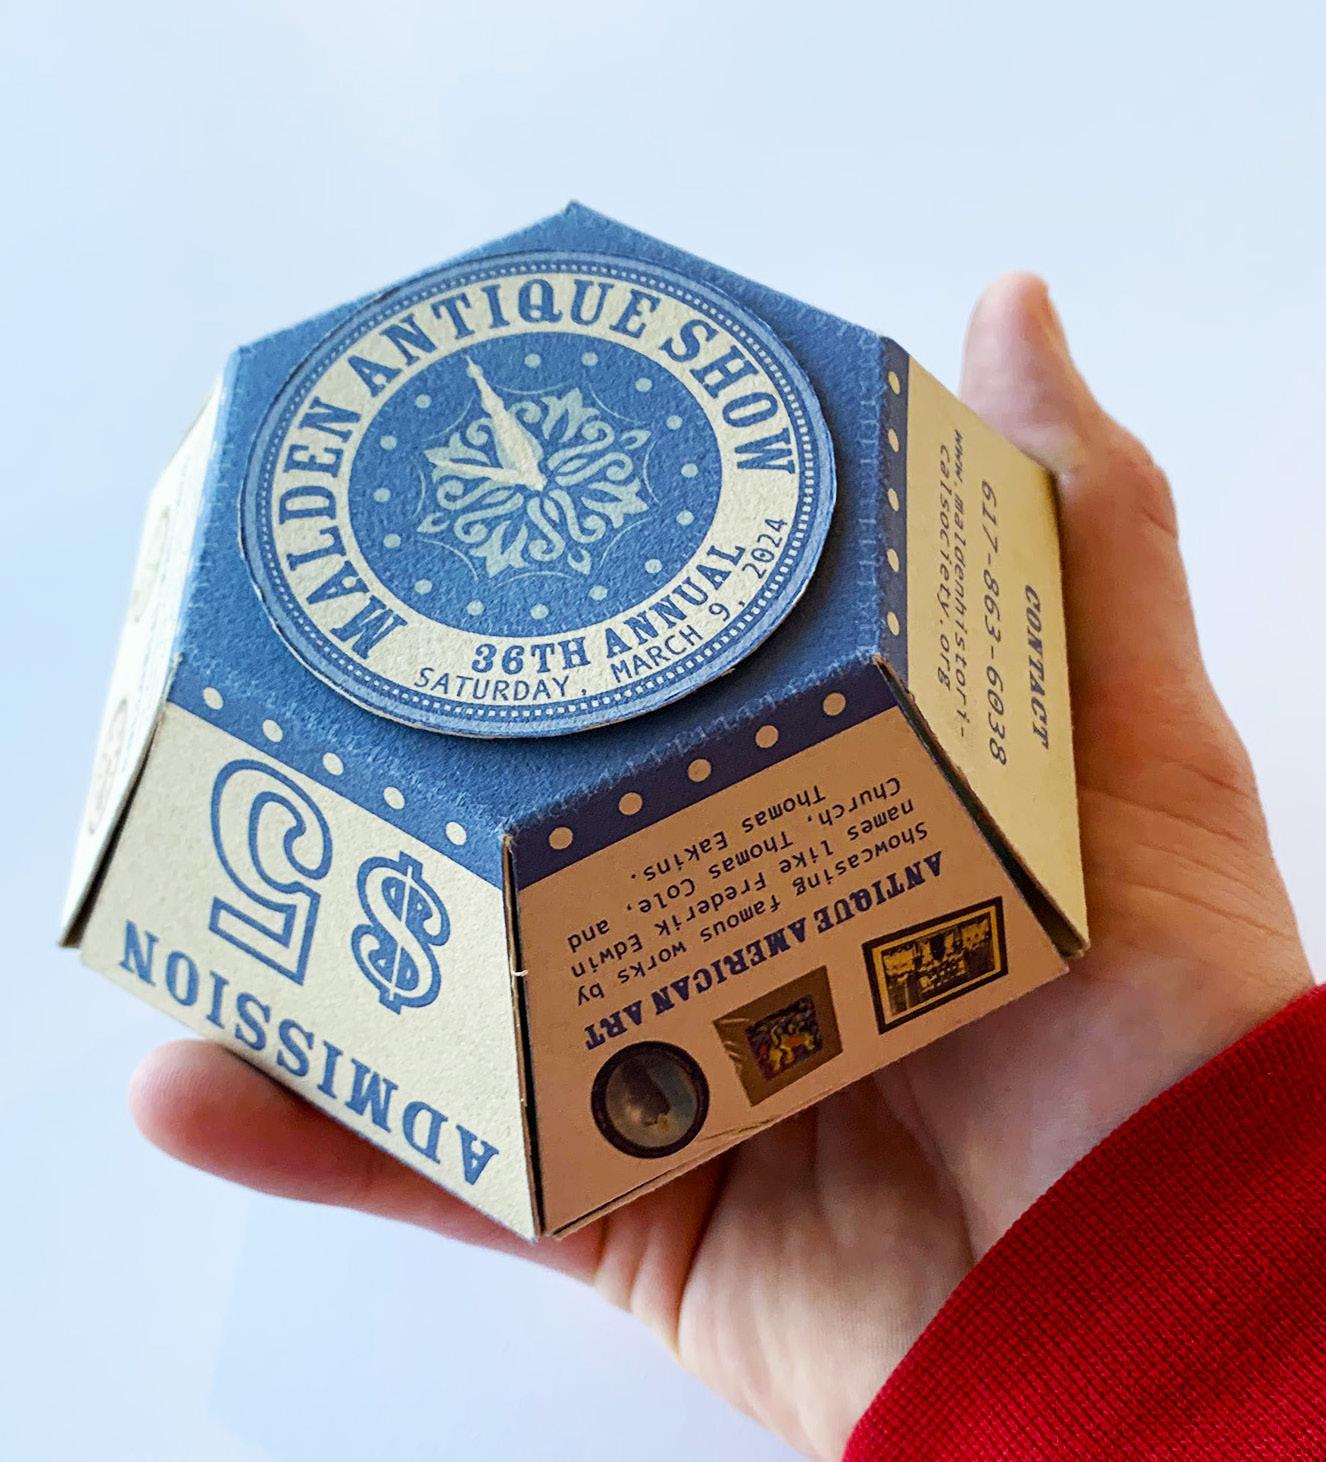 MALDEN ANTIQUE SHOW
36TH ANNUAL
SATURDAY, MARCH 9, 2024
ADMISSION
$5
ANTIQUE AMERICAN ART
Showcasing famous works by
names like Frederik Edwin
Church, Thomas Cole, and
Thomas Eakins.
CONTACT
617-863-6038
www.maldenhistori-
calsociety.org